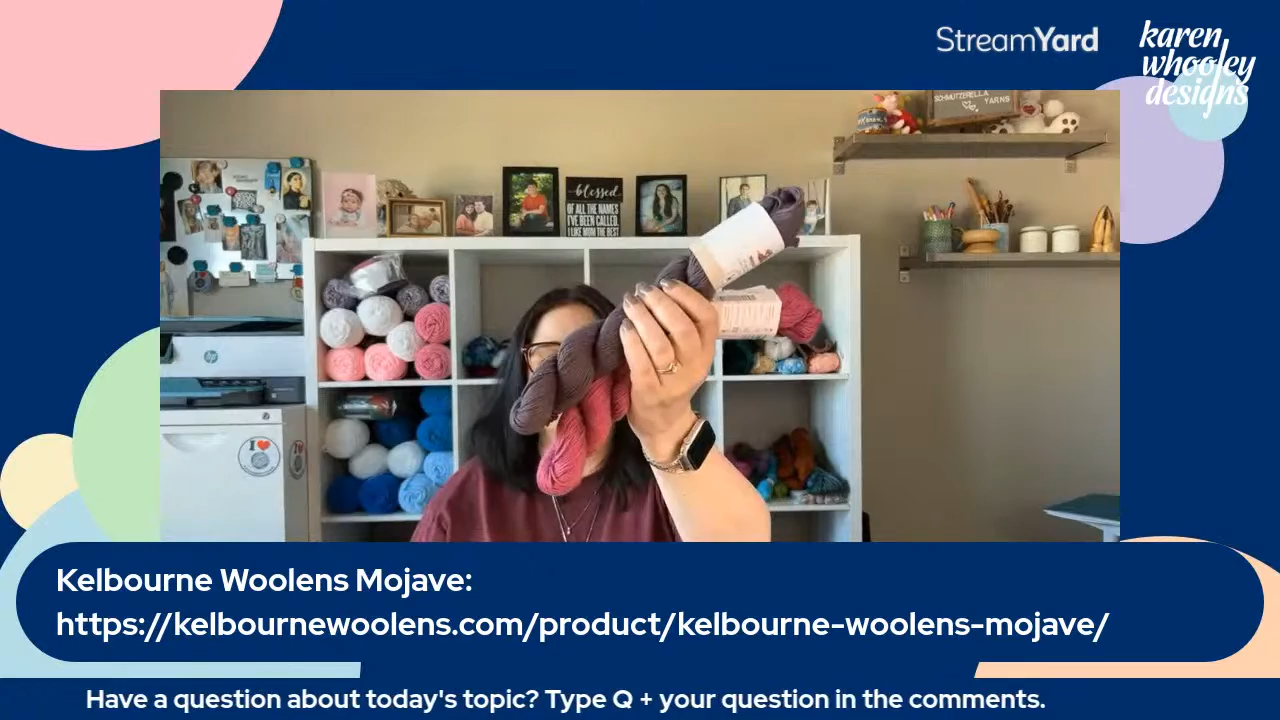 StreamYard
karen
whooley
designs
SCHMUTZERELLA
YARNS
blessed
OF ALL THE NAMES
I'VE BEEN CALLED,
I LIKE MOM THE BEST
hp
I ♥
Kelbourne Woolens Mojave:
https://kelbournewoolens.com/product/kelbourne-woolens-mojave/
Have a question about today's topic? Type Q + your question in the comments.